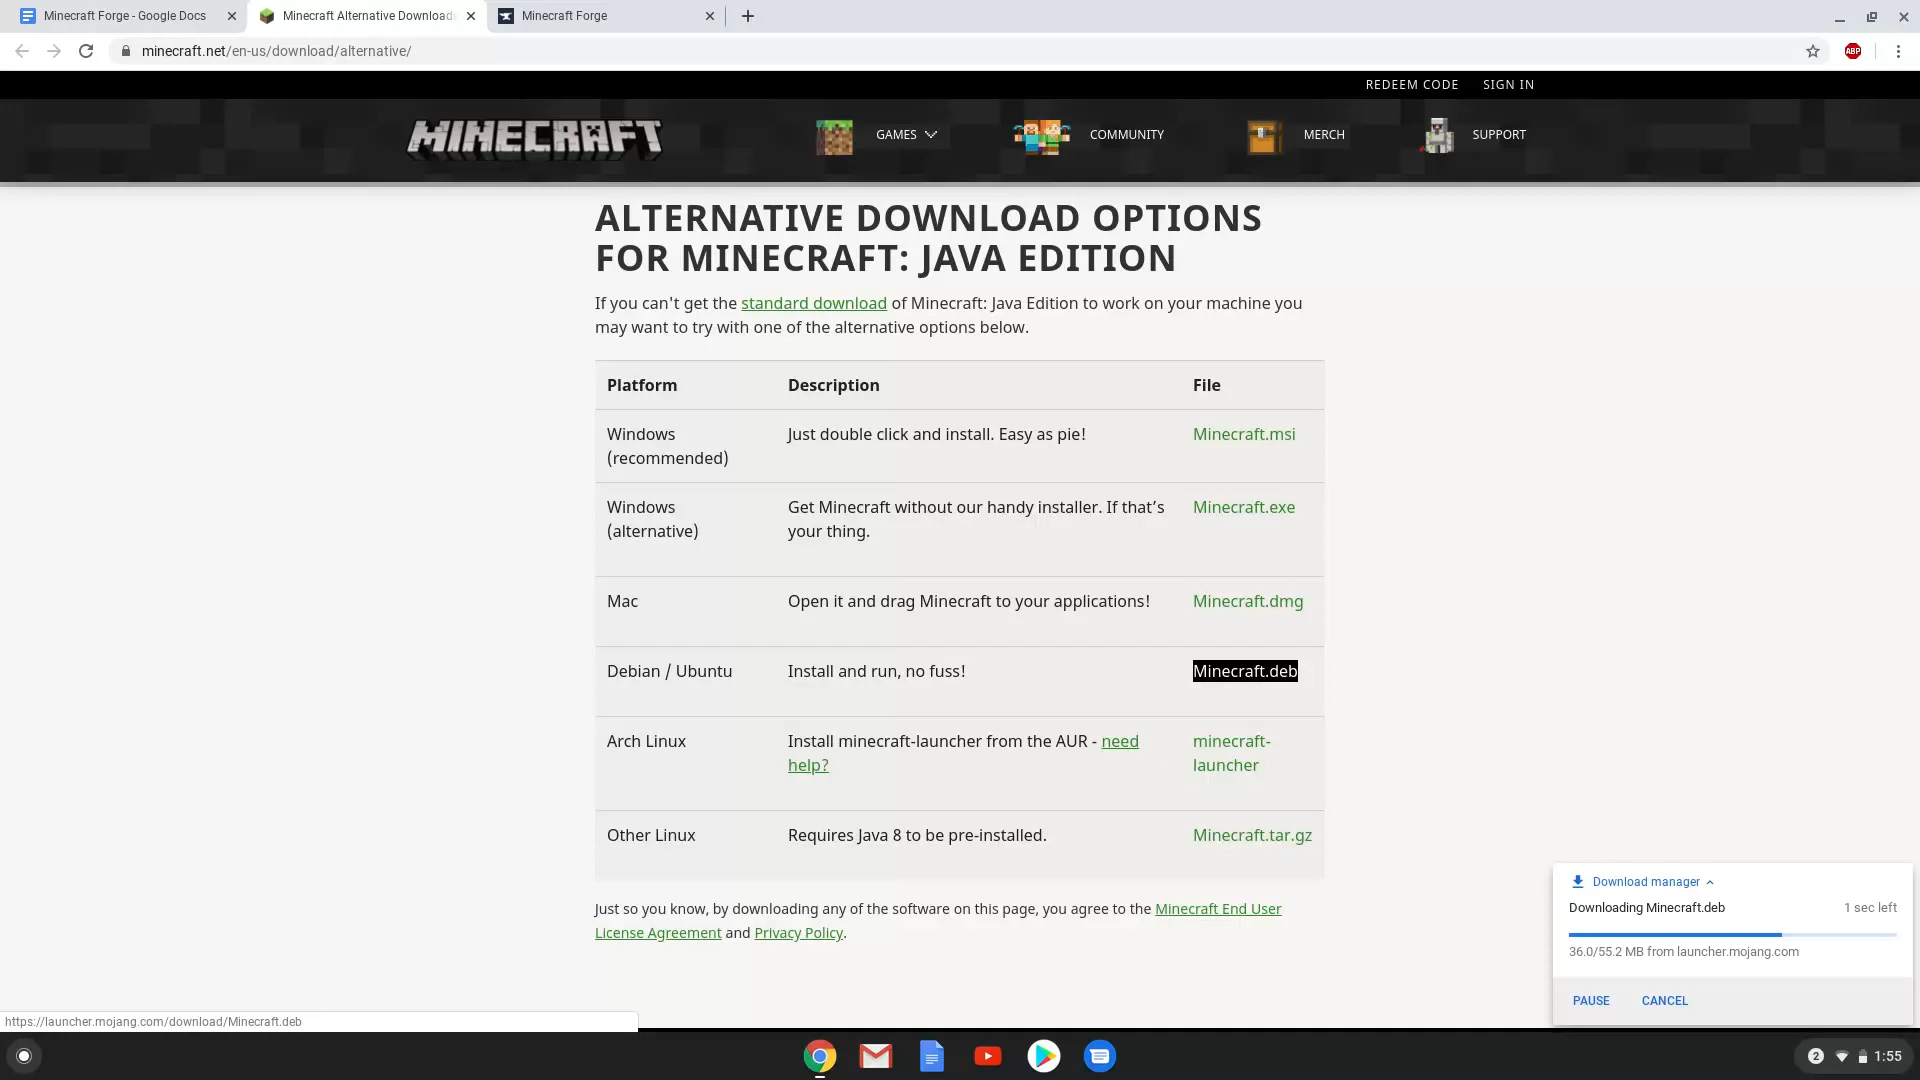 Minecraft Forge - Google Docs
Minecraft Alternative Downloads
Minecraft Forge
minecraft.net/en-us/download/alternative/
ABP
REDEEM CODE SIGN IN
MINECRAFT
GAMES
COMMUNITY
MERCH
SUPPORT
ALTERNATIVE DOWNLOAD OPTIONS
FOR MINECRAFT: JAVA EDITION
If you can't get the standard download of Minecraft: Java Edition to work on your machine you
may want to try with one of the alternative options below.
Platform Description File
Windows Just double click and install. Easy as pie! Minecraft.msi
(recommended)
Windows Get Minecraft without our handy installer. If that’s Minecraft.exe
(alternative) your thing.
Mac Open it and drag Minecraft to your applications! Minecraft.dmg
Debian / Ubuntu Install and run, no fuss! Minecraft.deb
Arch Linux Install minecraft-launcher from the AUR - need minecraft-
help? launcher
Other Linux Requires Java 8 to be pre-installed. Minecraft.tar.gz
Just so you know, by downloading any of the software on this page, you agree to the Minecraft End User
License Agreement and Privacy Policy.
Download manager
Downloading Minecraft.deb 1 sec left
36.0/55.2 MB from launcher.mojang.com
PAUSE CANCEL
https://launcher.mojang.com/download/Minecraft.deb
2 1:55